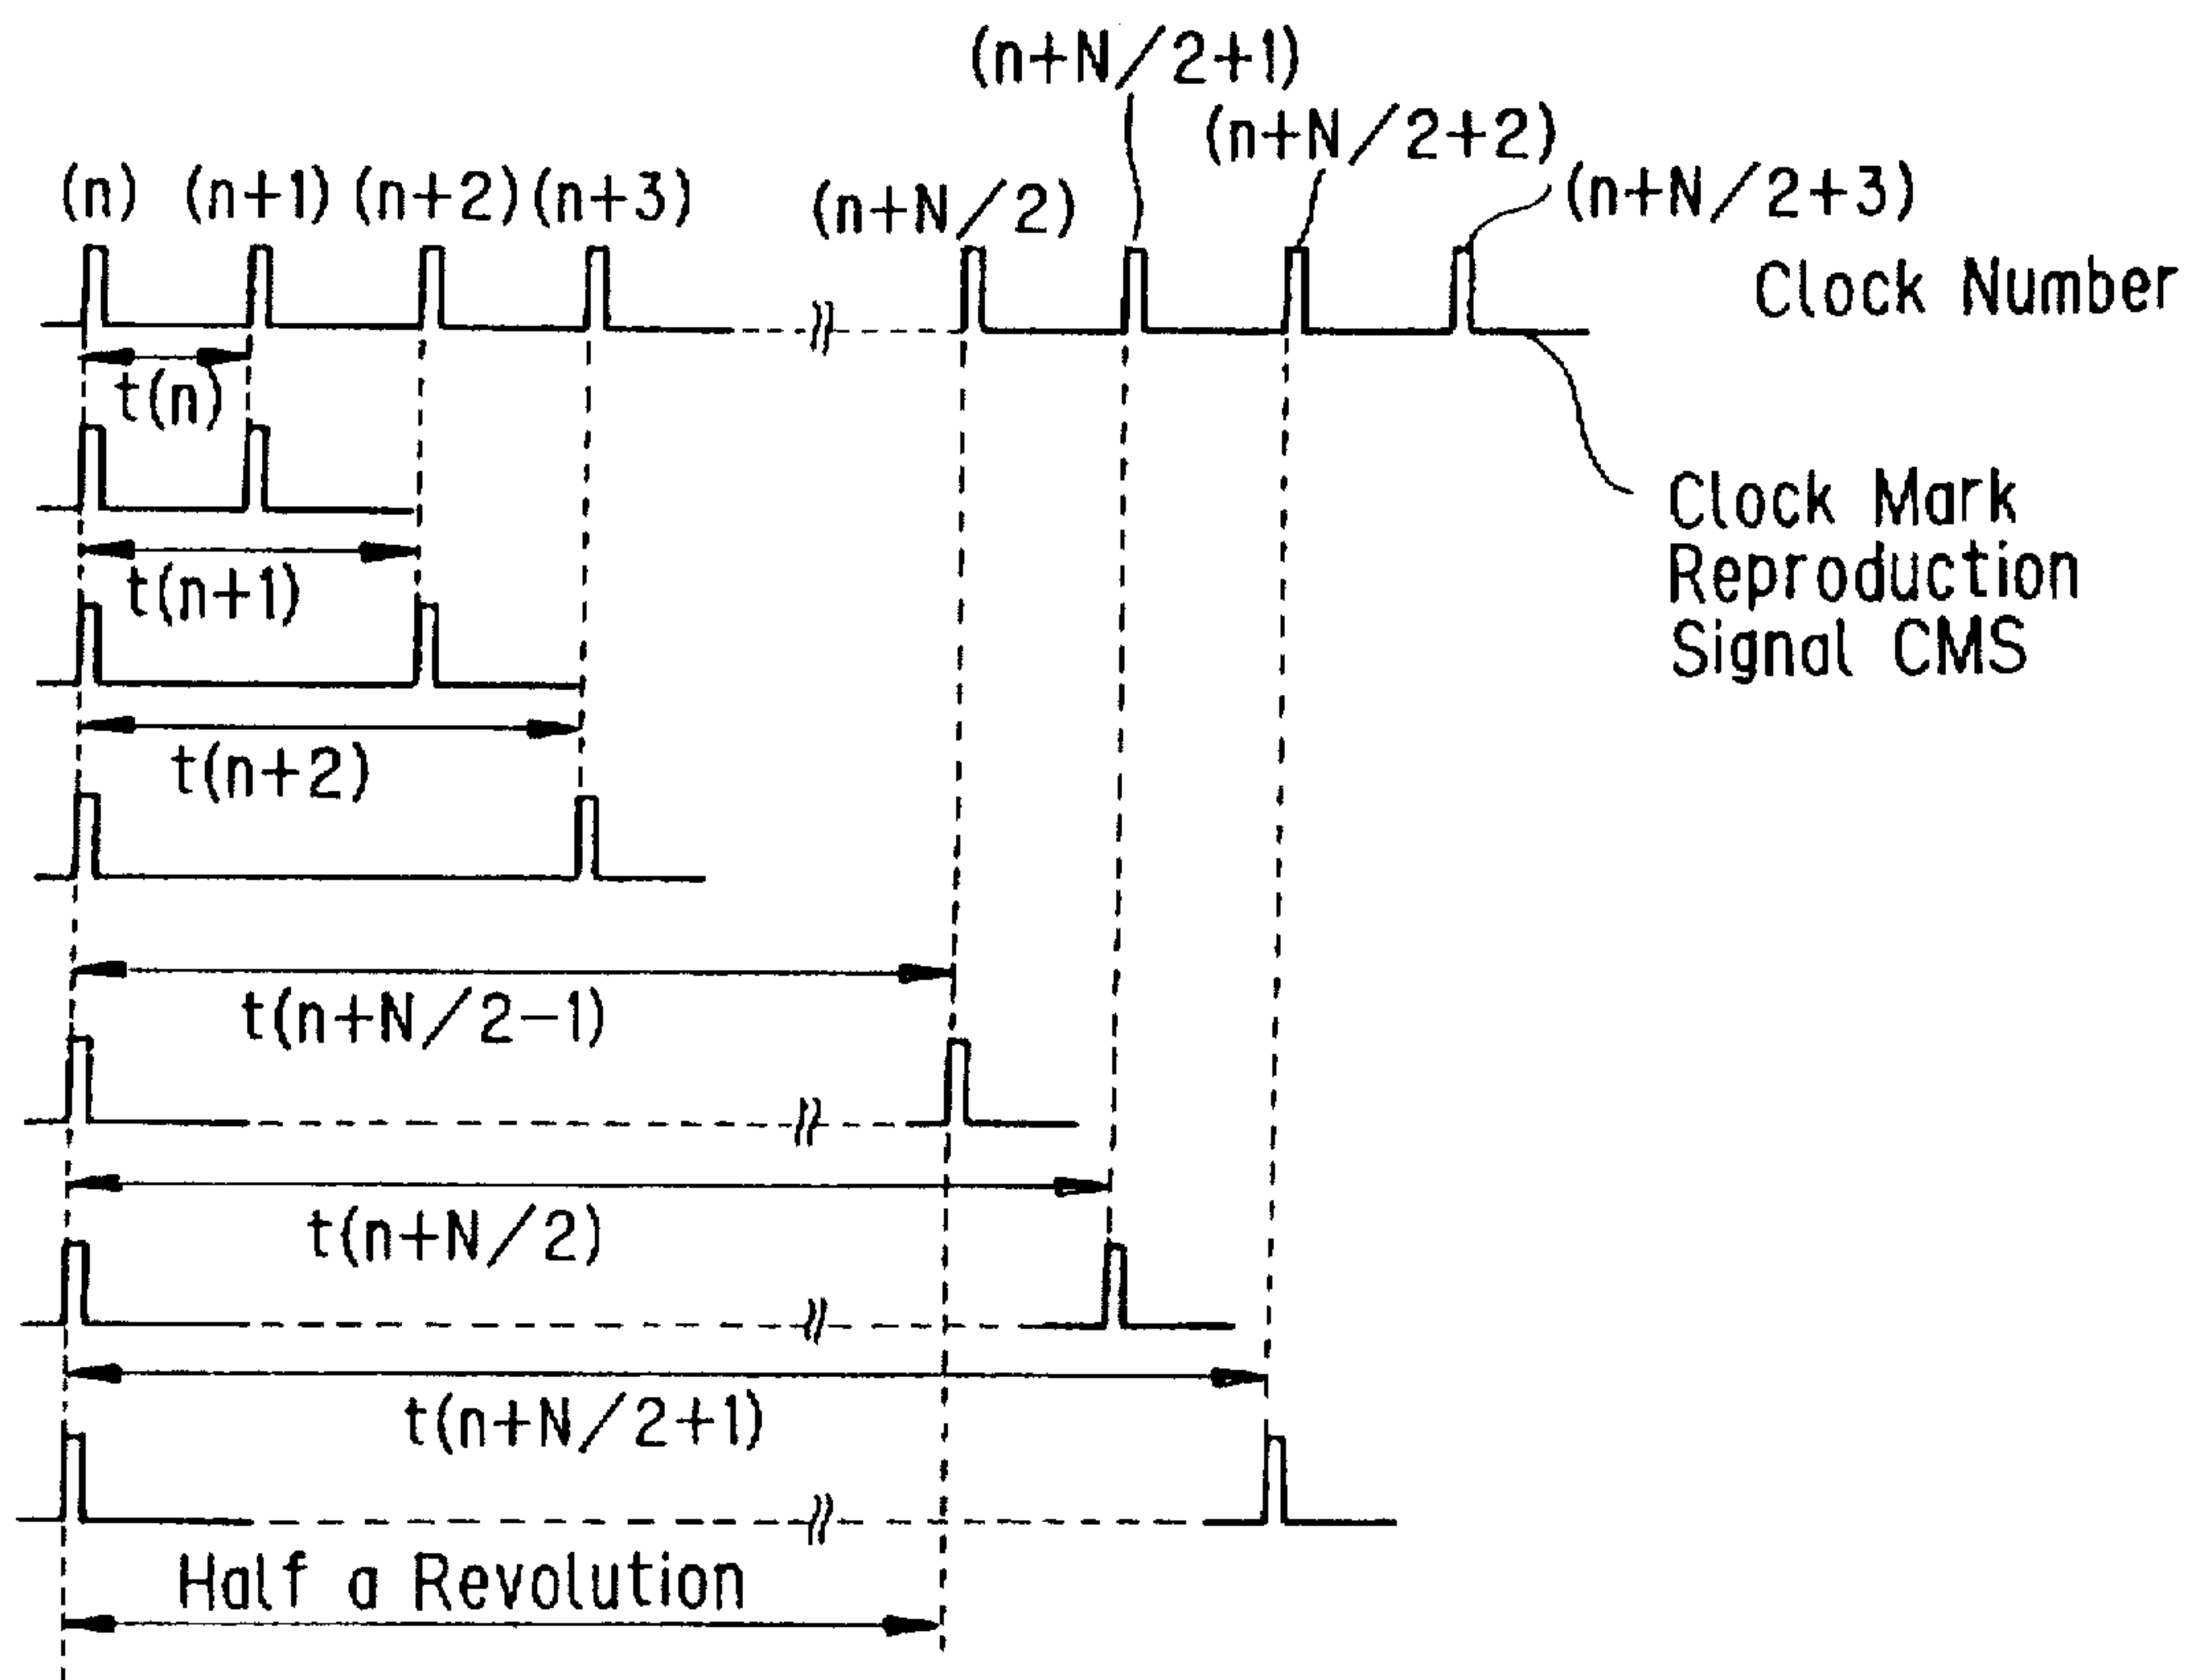 (n+N/2+1)
(n+N/2+2)
(n) (n+1) (n+2) (n+3) (n+N/2) (n+N/2+3)
Clock Number
t(n)
Clock Mark
Reproduction
Signal CMS
t(n+1)
t(n+2)
t(n+N/2-1)
t(n+N/2)
t(n+N/2+1)
Half a Revolution